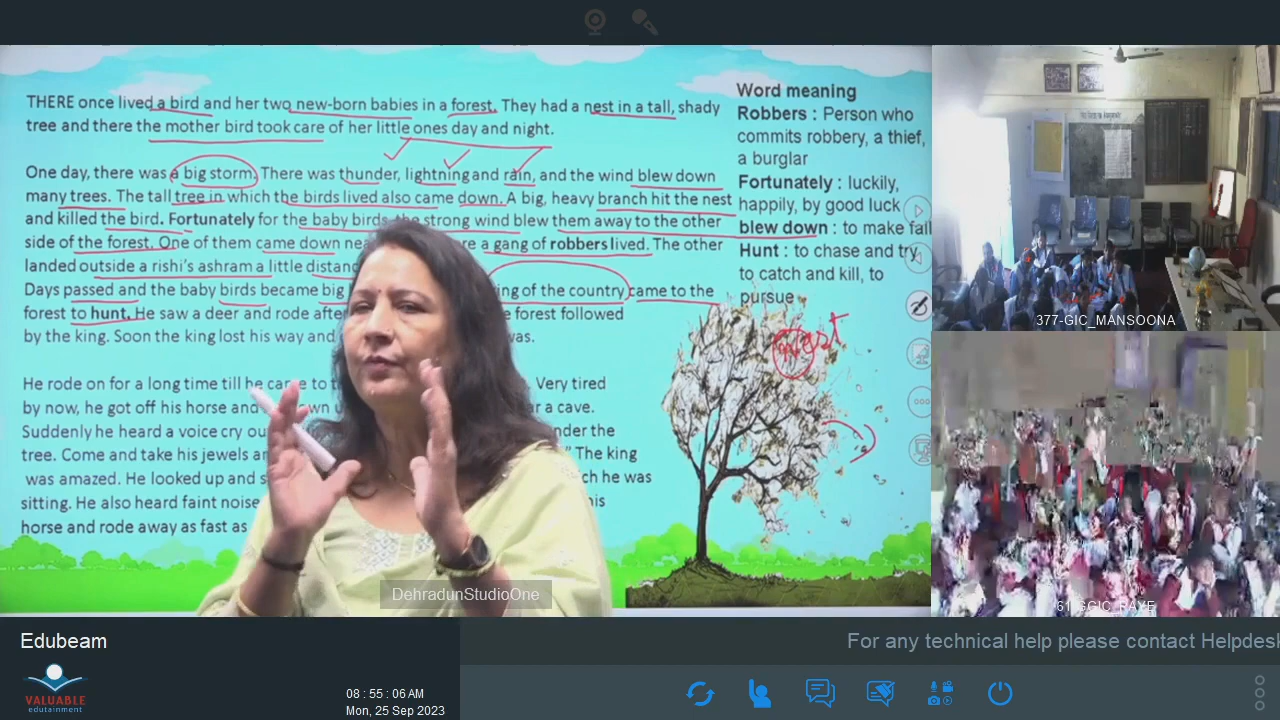 THERE once lived a bird and her two new-born babies in a forest. They had a nest in a tall, shady
tree and there the mother bird took care of her little ones day and night.
One day, there was a big storm. There was thunder, lightning and rain, and the wind blew down
many trees. The tall tree in which the birds lived also came down. A big, heavy branch hit the nest
and killed the bird. Fortunately for the baby birds, the strong wind blew them away to the other
side of the forest. One of them came down a gang of robbers lived. The other
landed outside a rishi's ashram a little
Days passed and the baby birds became big of the country came to the
forest to hunt. He saw a deer and rode forest followed
by the king. Soon the king lost his way and
He rode on for a long time till he came to Very tired
by now, he got off his horse and a cave.
Suddenly he heard a voice cry under the
tree. Come and take his jewels " The king
was amazed. He looked up and he was
sitting. He also heard faint
horse and rode away as fast as
Word meaning
Robbers : Person who
commits robbery, a thief,
a burglar
Fortunately : luckily,
happily, by good luck
blew down : to make fall
Hunt : to chase and try
to catch and kill, to
pursue
DehradunStudioOne
377-GIC_MANSOONA
Edubeam
VALUABLE
edutainment
08 : 55 : 06 AM
Mon, 25 Sep 2023
For any technical help please contact Helpdesk